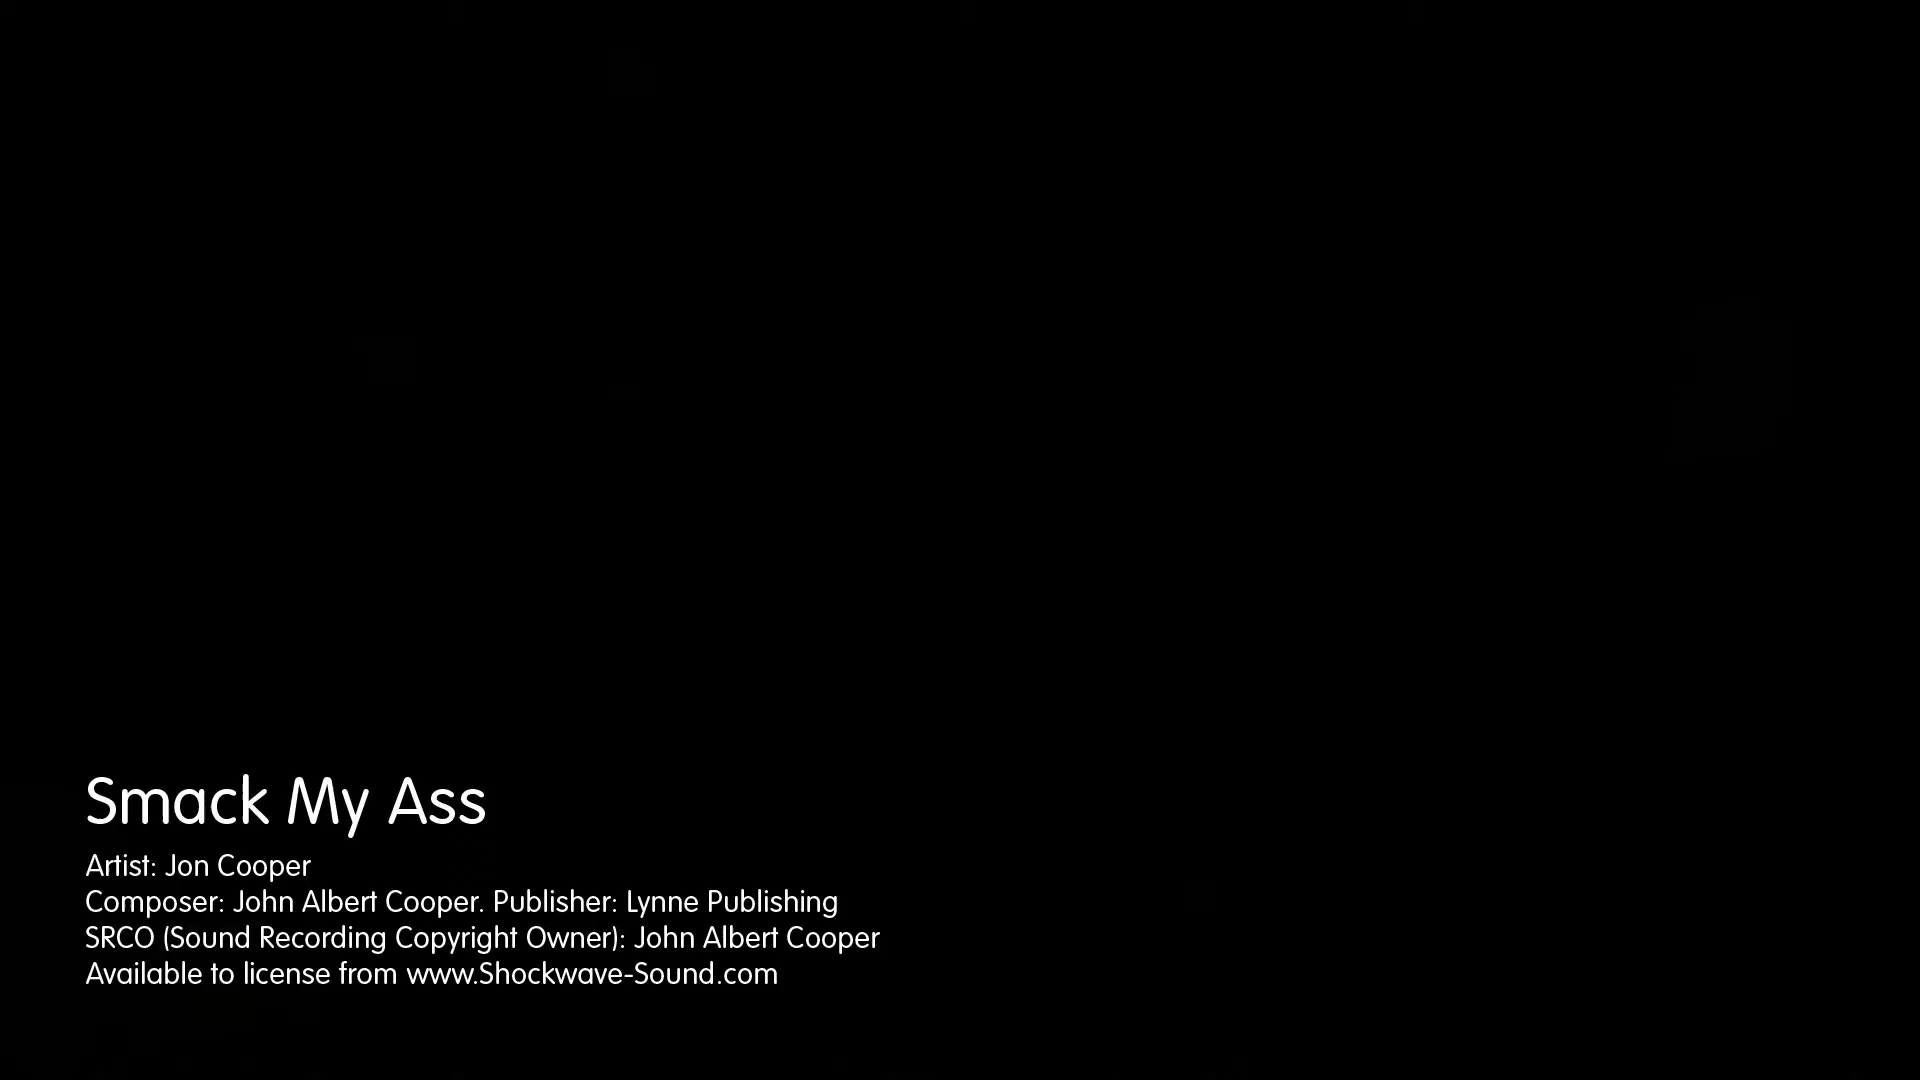 Smack My Ass
Artist: Jon Cooper
Composer: John Albert Cooper. Publisher: Lynne Publishing
SRCO (Sound Recording Copyright Owner): John Albert Cooper
Available to license from www.Shockwave-Sound.com